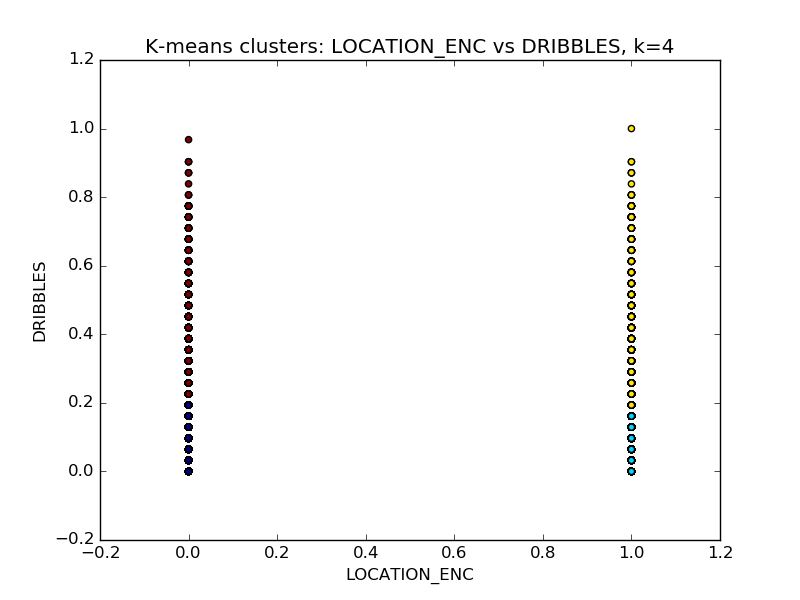 K-means clusters: LOCATION_ENC vs DRIBBLES, k=4
1.2
1.0
0.8
0.6
0.4
0.2
0.0
−0.2
DRIBBLES
−0.2 0.0 0.2 0.4 0.6 0.8 1.0 1.2
LOCATION_ENC